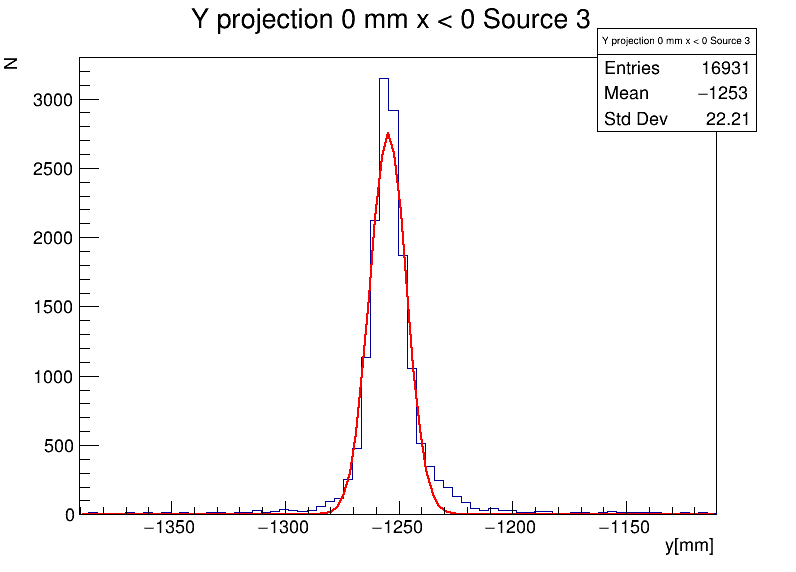 Y projection 0 mm x < 0 Source 3
Y projection 0 mm x < 0 Source 3
Entries 16931
Mean −1253
Std Dev 22.21
N
3000
2500
2000
1500
1000
500
0
−1350 −1300 −1250 −1200 −1150
y[mm]